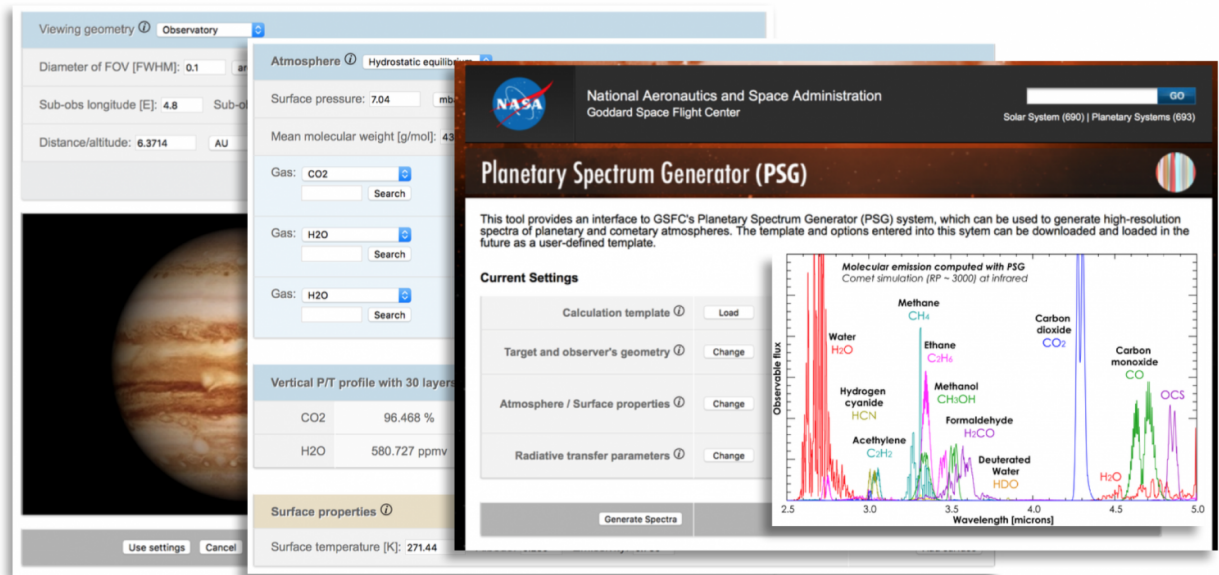 Viewing geometry Observatory
Diameter of FOV [FWHM]: 0.1
Sub-obs longitude [E]: 4.8
Distance/altitude: 6.3714 AU
Use settings Cancel
Atmosphere Hydrostatic equilibrium
Surface pressure: 7.04
Mean molecular weight [g/mol]:
Gas: CO2
Search
Gas: H2O
Search
Gas: H2O
Search
Vertical P/T profile with 30 layers
CO2 96.468 %
H2O 580.727 ppmv
Surface properties
Surface temperature [K]: 271.44
NASA
National Aeronautics and Space Administration
Goddard Space Flight Center
GO
Solar System (690) | Planetary Systems (693)
Planetary Spectrum Generator (PSG)
This tool provides an interface to GSFC's Planetary Spectrum Generator (PSG) system, which can be used to generate high-resolution
spectra of planetary and cometary atmospheres. The template and options entered into this sytem can be downloaded and loaded in the
future as a user-defined template.
Current Settings
Calculation template Load
Target and observer's geometry Change
Atmosphere / Surface properties Change
Radiative transfer parameters Change
Generate Spectra
Molecular emission computed with PSG
Comet simulation (RP ~ 3000) at infrared
Observable flux
Water
H2O
Hydrogen
cyanide
HCN
Acethylene
C2H2
Methane
CH4
Ethane
C2H6
Methanol
CH3OH
Formaldehyde
H2CO
Deuterated
Water
HDO
Carbon
dioxide
CO2
Carbon
monoxide
CO
OCS
H2O
2.5 3.0 3.5 4.0 4.5 5.0
Wavelength [microns]